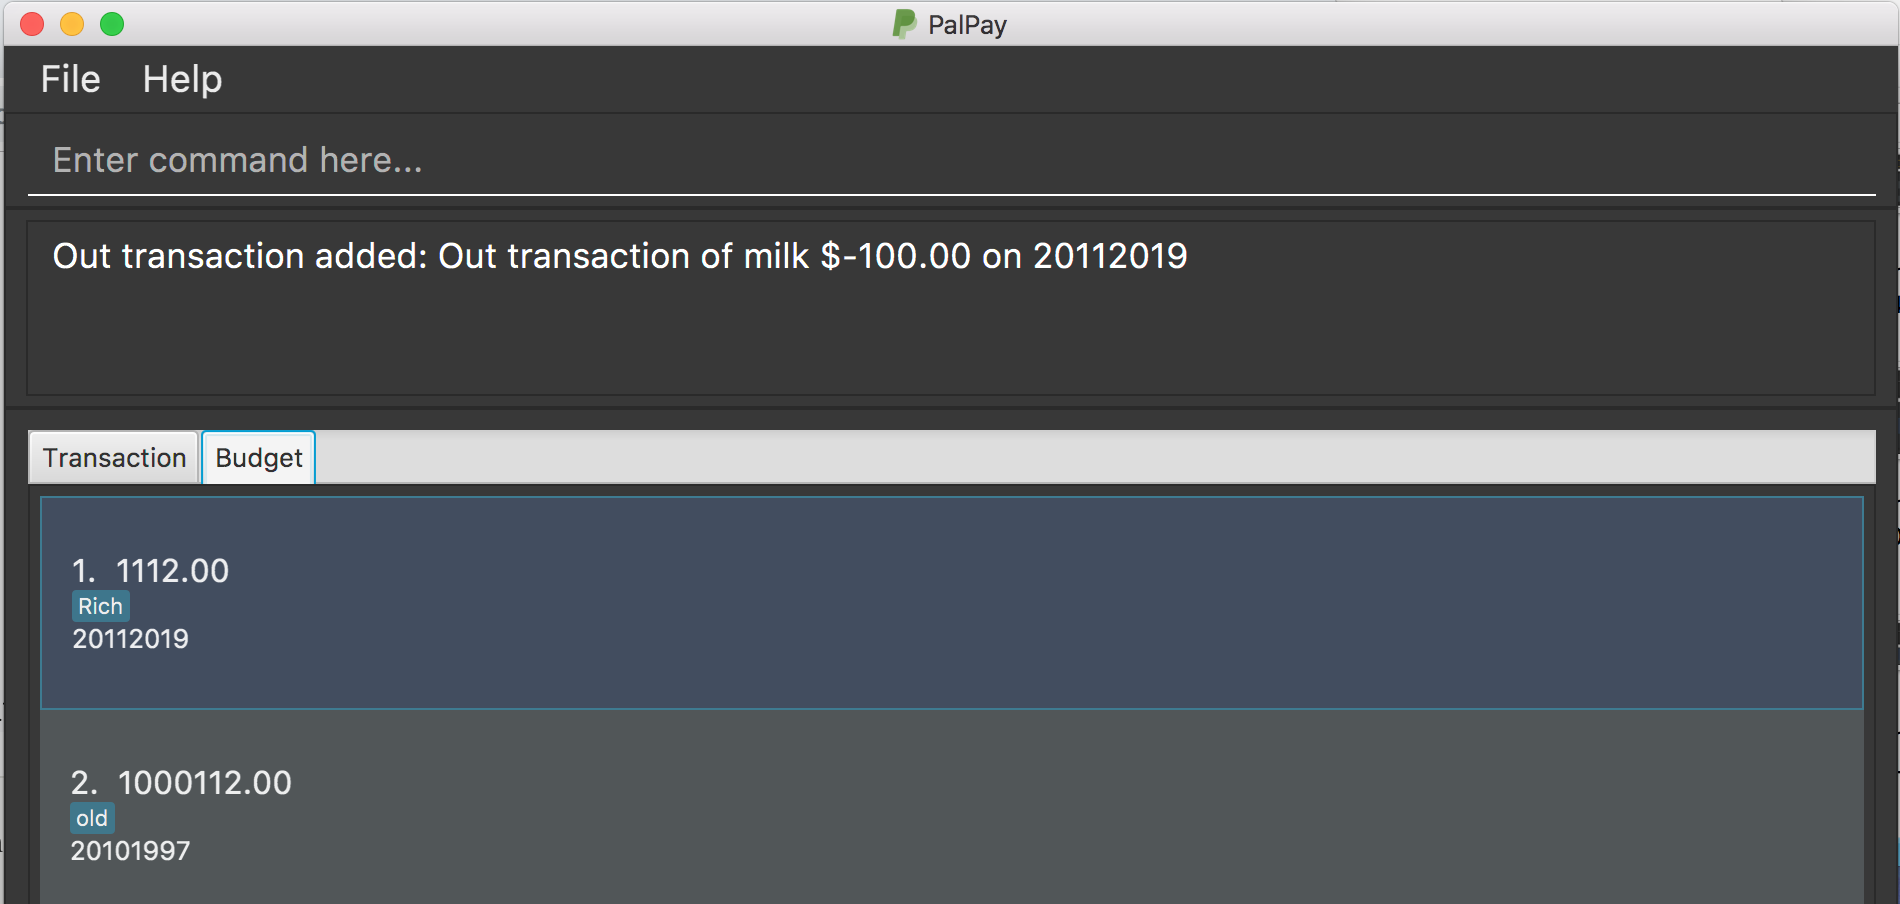 PalPay
File Help
Enter command here...
Out transaction added: Out transaction of milk $-100.00 on 20112019
Transaction Budget
1. 1112.00
Rich
20112019
2. 1000112.00
old
20101997